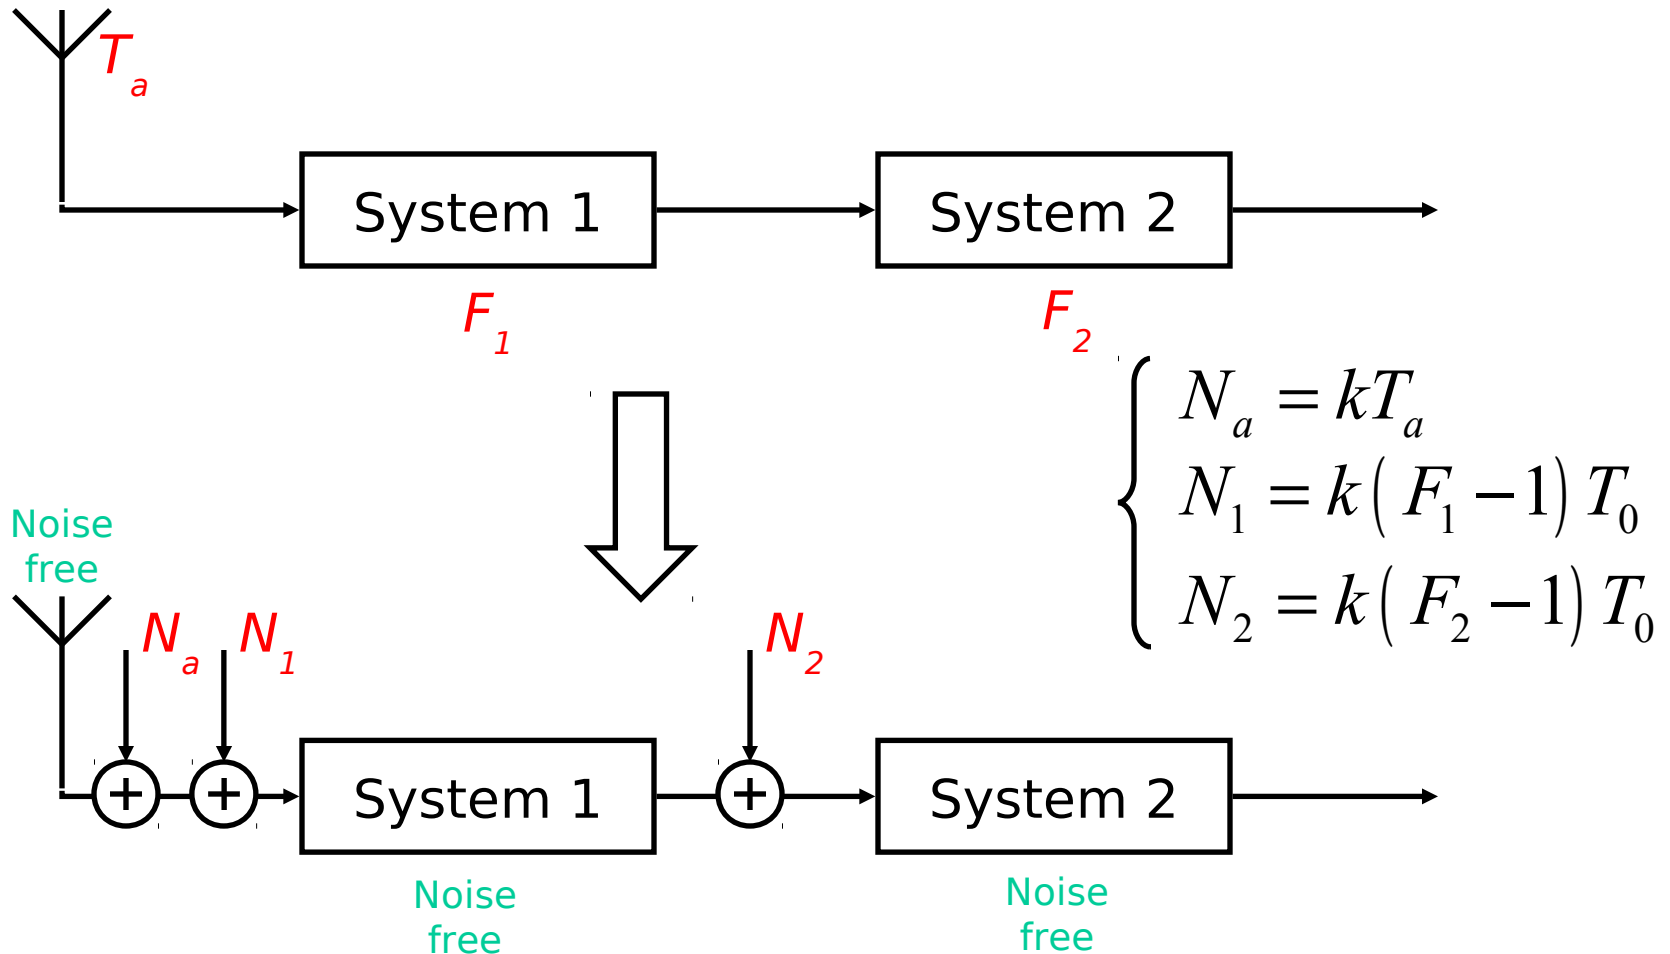 Tₐ
System 1
System 2
F₁
F₂
Nₐ = kTₐ
N₁ = k(F₁ − 1) T₀
N₂ = k(F₂ − 1) T₀
Noise
free
Nₐ
N₁
N₂
+
+
System 1
+
System 2
Noise
free
Noise
free